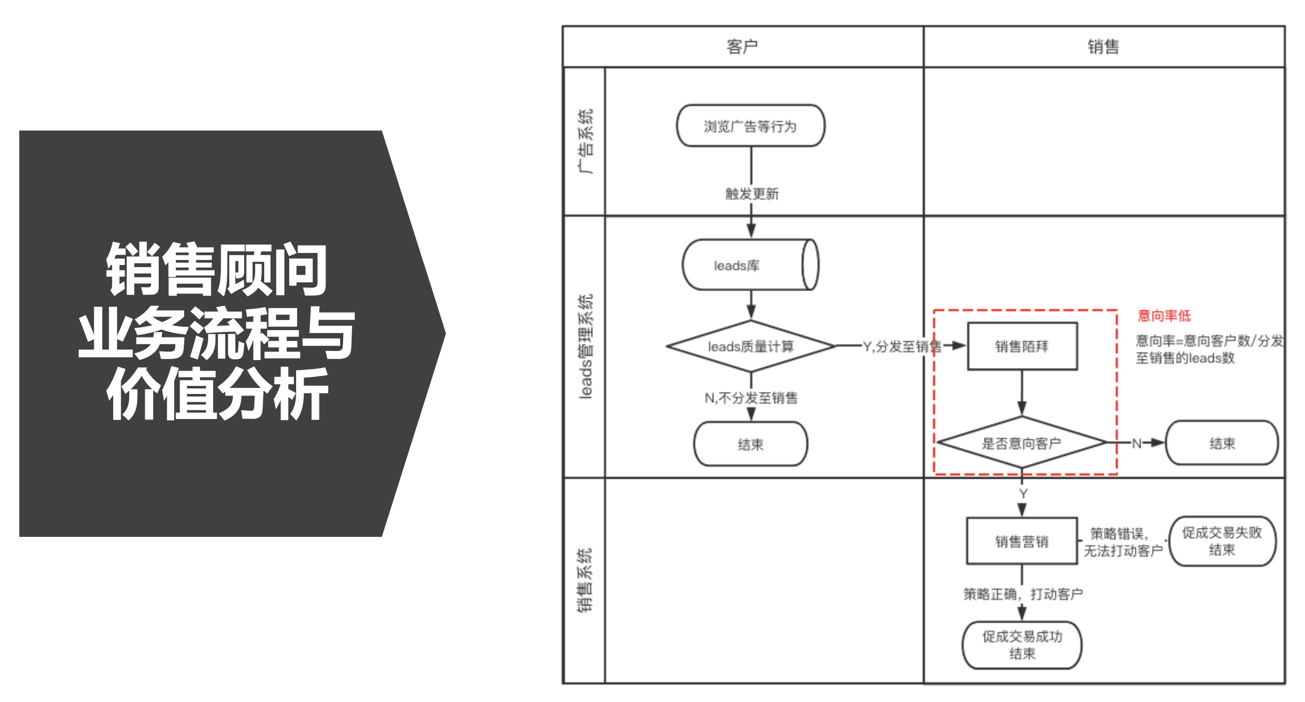 销售顾问
业务流程与
价值分析
客户
销售
广告系统
浏览广告等行为
触发更新
leads管理系统
leads库
leads质量计算
Y,分发至销售
N,不分发至销售
结束
销售陌拜
意向率低
意向率=意向客户数/分发
至销售的leads数
是否意向客户
N
结束
Y
销售系统
销售营销
策略错误，
无法打动客户
促成交易失败
结束
策略正确，打动客户
促成交易成功
结束